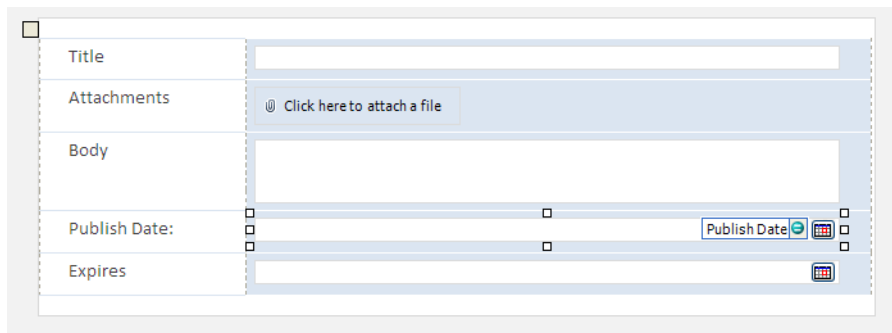 Title
Attachments
Click here to attach a file
Body
Publish Date:
Publish Date
Expires